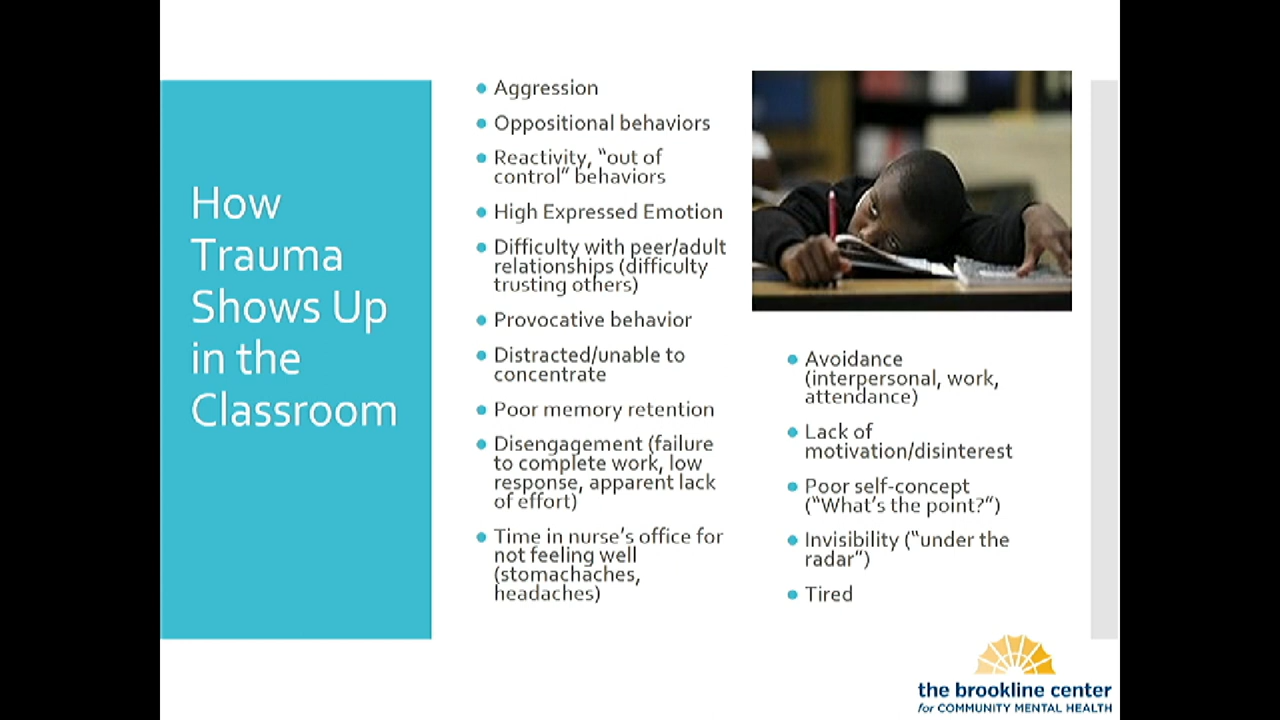 How
Trauma
Shows Up
in the
Classroom
Aggression
Oppositional behaviors
Reactivity, “out of
control” behaviors
High Expressed Emotion
Difficulty with peer/adult
relationships (difficulty
trusting others)
Provocative behavior
Distracted/unable to
concentrate
Poor memory retention
Disengagement (failure
to complete work, low
response, apparent lack
of effort)
Time in nurse’s office for
not feeling well
(stomachaches,
headaches)
Avoidance
(interpersonal, work,
attendance)
Lack of
motivation/disinterest
Poor self-concept
(“What’s the point?”)
Invisibility (“under the
radar”)
Tired
the brookline center
for COMMUNITY MENTAL HEALTH